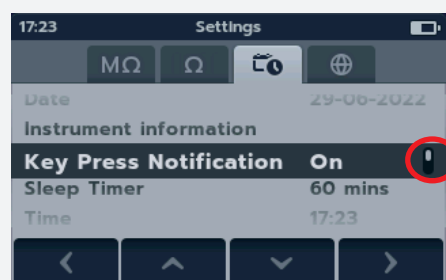 17:23 Settings
MΩ Ω
Date 29-06-2022
Instrument information
Key Press Notification On
Sleep Timer 60 mins
Time 17:23